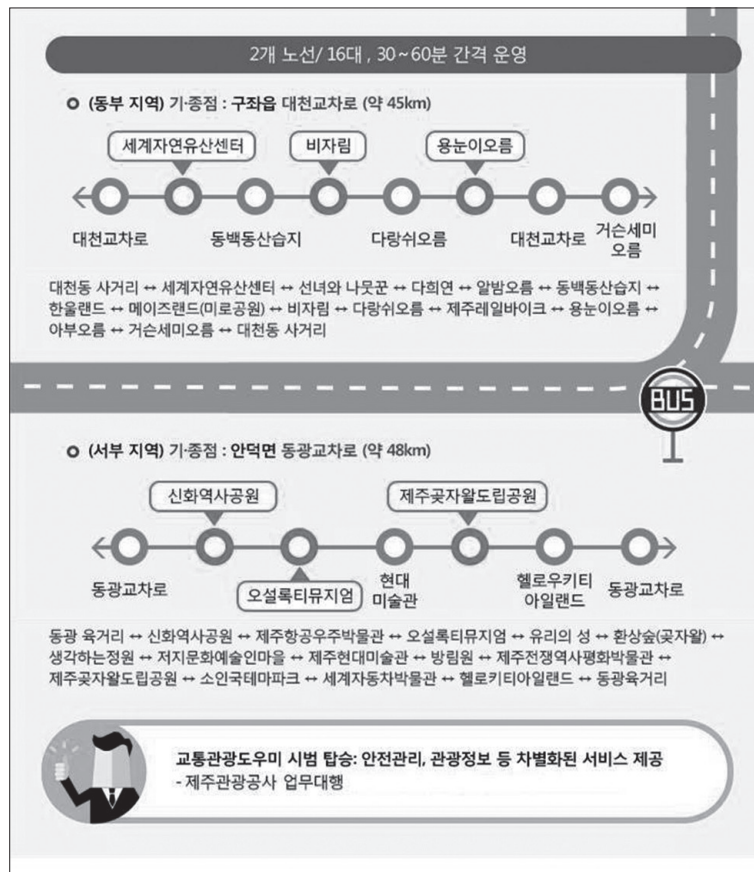 2개 노선/ 16대 , 30~60분 간격 운영
(동부 지역) 기·종점 : 구좌읍 대천교차로 (약 45km)
세계자연유산센터 비자림 용눈이오름
대천교차로 동백동산습지 다랑쉬오름 대천교차로 거슨세미
오름
대천동 사거리 ↔ 세계자연유산센터 ↔ 선녀와 나뭇꾼 ↔ 다희연 ↔ 알밤오름 ↔ 동백동산습지 ↔
한울랜드 ↔ 메이즈랜드(미로공원) ↔ 비자림 ↔ 다랑쉬오름 ↔ 제주레일바이크 ↔ 용눈이오름 ↔
아부오름 ↔ 거슨세미오름 ↔ 대천동 사거리
BUS
(서부 지역) 기·종점 : 안덕면 동광교차로 (약 48km)
신화역사공원 제주곶자왈도립공원
동광교차로 오설록티뮤지엄 현대
미술관 헬로우키티
아일랜드 동광교차로
동광 육거리 ↔ 신화역사공원 ↔ 제주항공우주박물관 ↔ 오설록티뮤지엄 ↔ 유리의 성 ↔ 환상숲(곶자왈) ↔
생각하는정원 ↔ 저지문화예술인마을 ↔ 제주현대미술관 ↔ 방림원 ↔ 제주전쟁역사평화박물관 ↔
제주곶자왈도립공원 ↔ 소인국테마파크 ↔ 세계자동차박물관 ↔ 헬로키티아일랜드 ↔ 동광육거리
교통관광도우미 시범 탑승: 안전관리, 관광정보 등 차별화된 서비스 제공
- 제주관광공사 업무대행